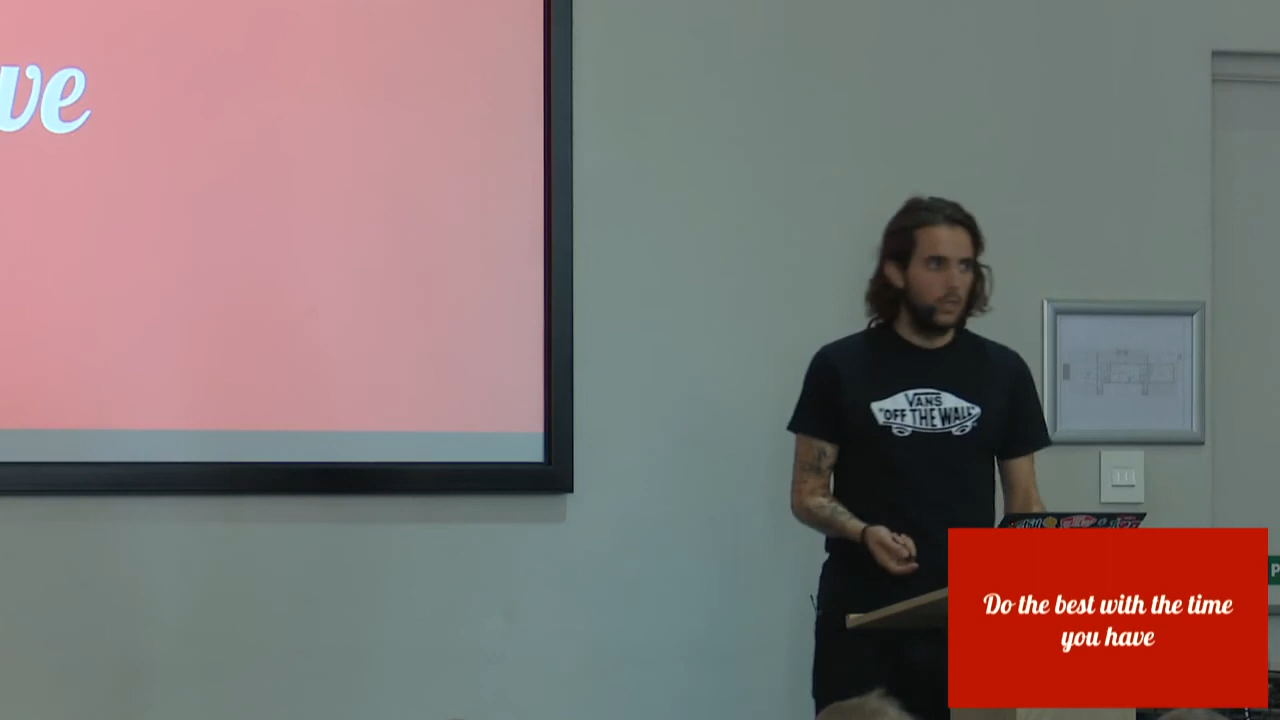 ve
VANS
"OFF THE WALL"
Do the best with the time
you have
P